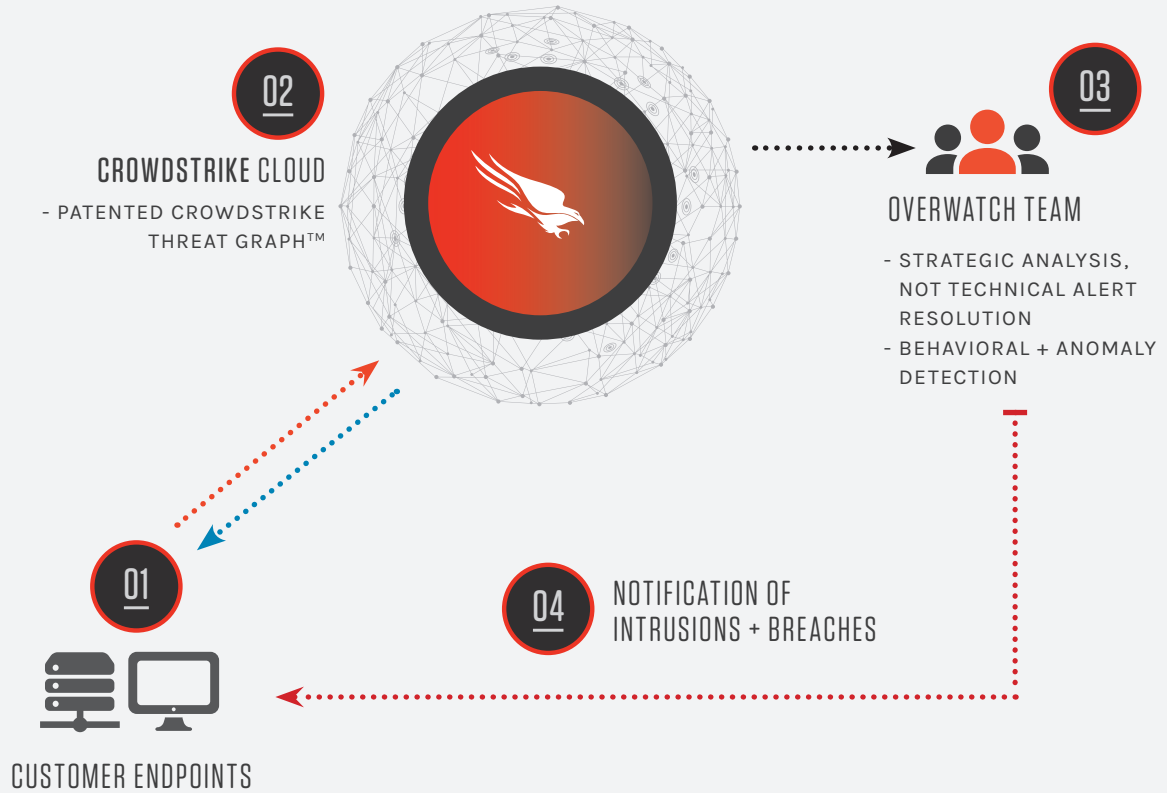 02
CROWDSTRIKE CLOUD
- PATENTED CROWDSTRIKE
THREAT GRAPH™
03
OVERWATCH TEAM
- STRATEGIC ANALYSIS,
NOT TECHNICAL ALERT
RESOLUTION
- BEHAVIORAL + ANOMALY
DETECTION
01
CUSTOMER ENDPOINTS
04
NOTIFICATION OF
INTRUSIONS + BREACHES